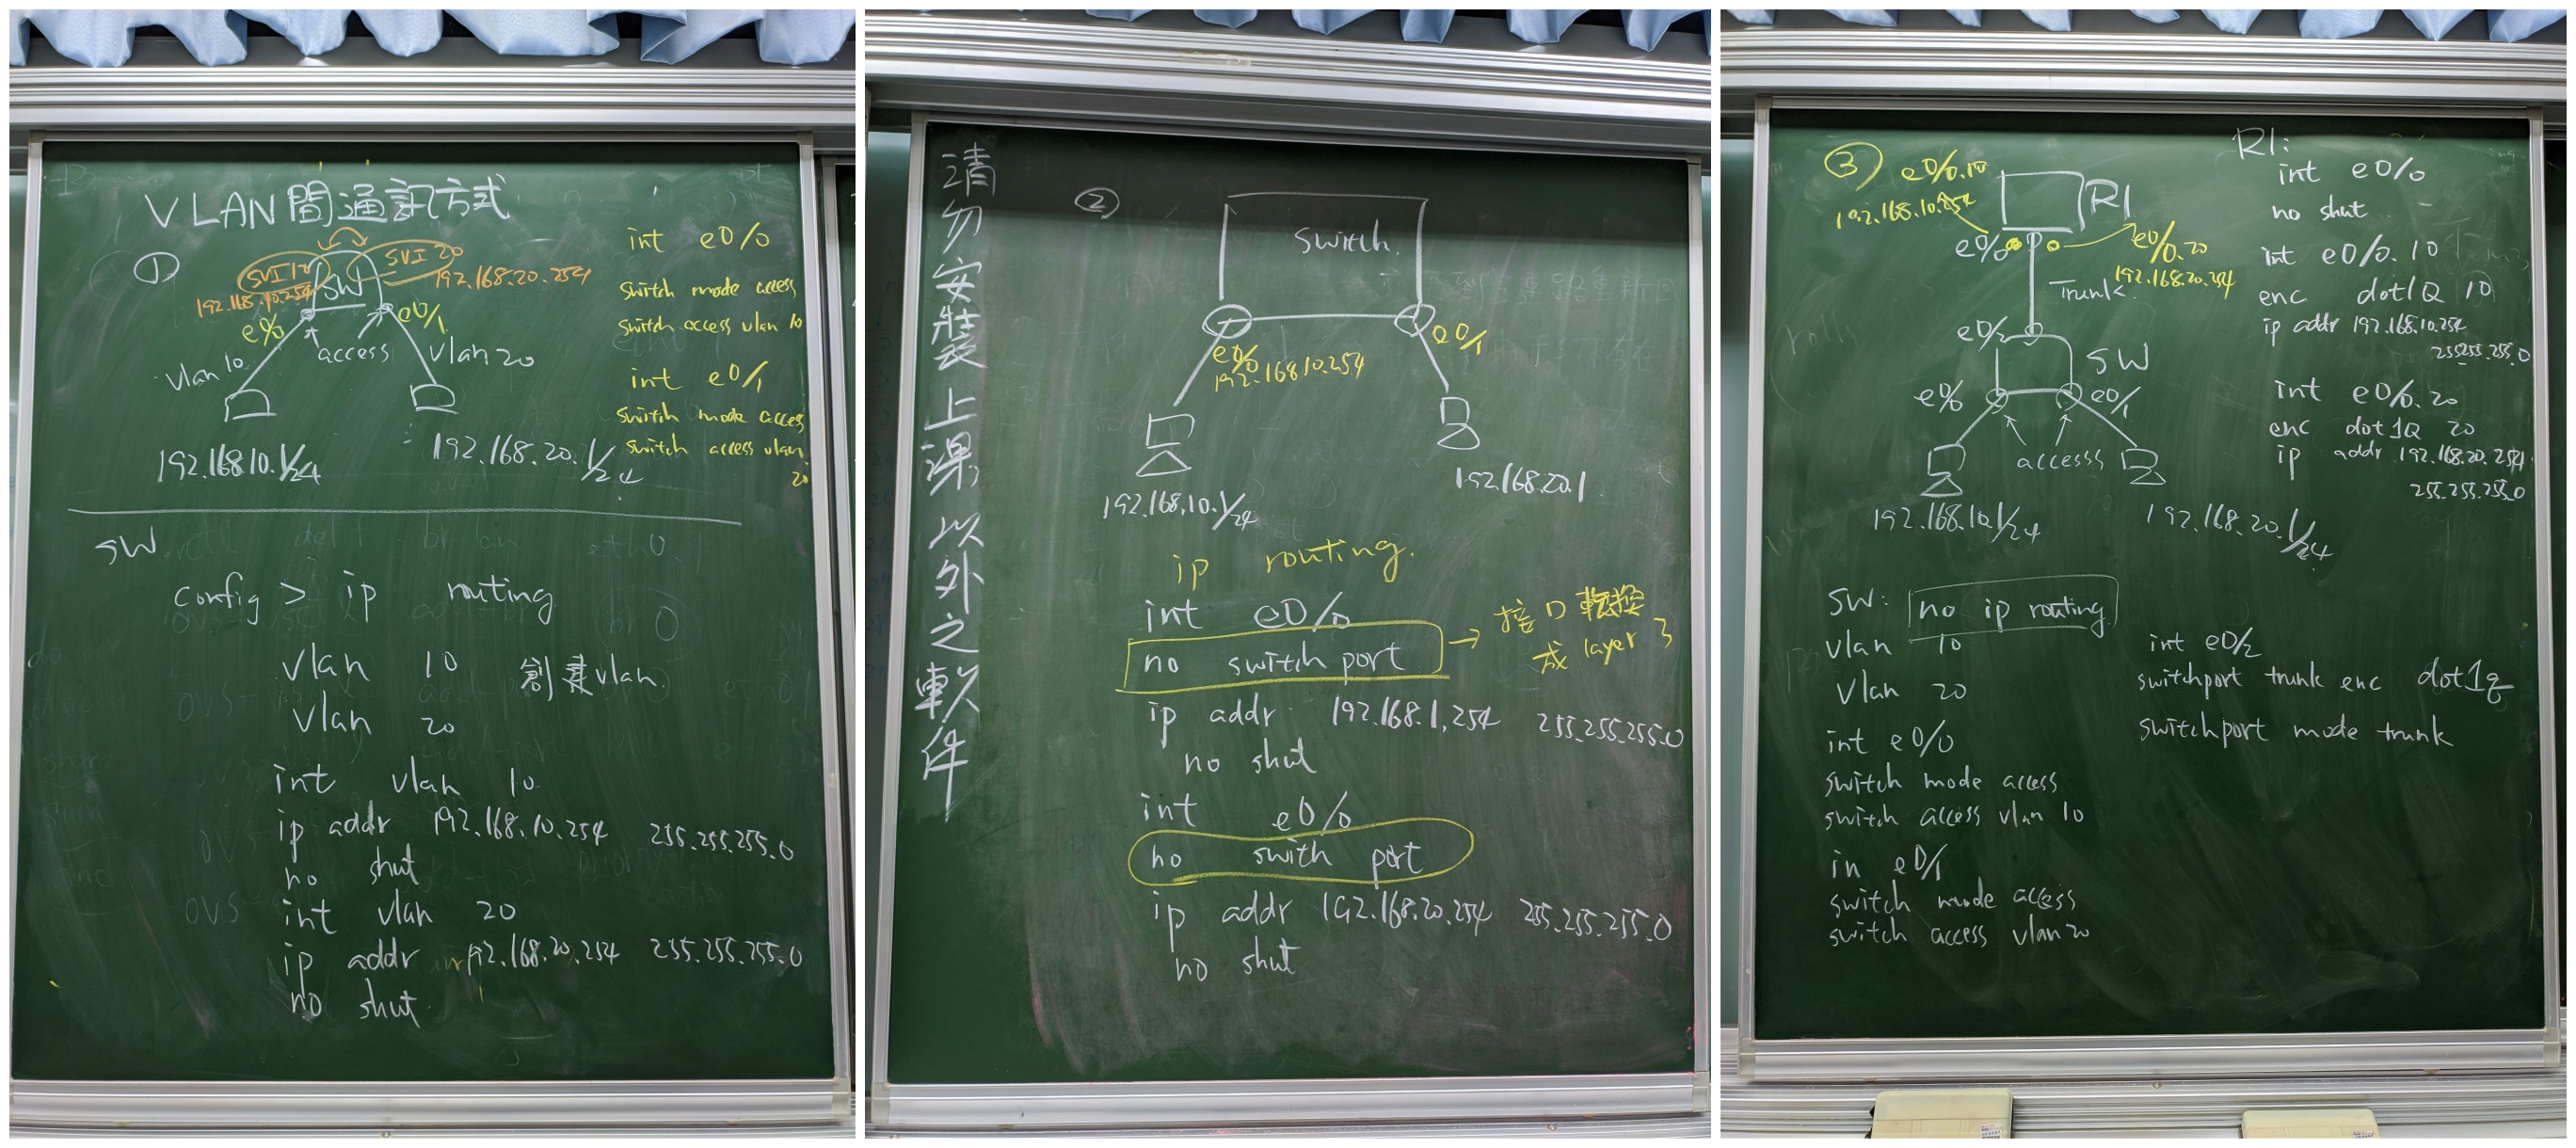 VLAN間通訊方式
①
SVI 10
SVI 20
192.168.10.254
192.168.20.254
SW
e0/0
e0/1
access
Vlan 10
Vlan 20
192.168.10.1/24
192.168.20.1/24
int e0/0
switch mode access
switch access vlan 10
int e0/1
switch mode access
switch access vlan
20
SW
config > ip routing
vlan 10 創建vlan
vlan 20
int vlan 10
ip addr 192.168.10.254 255.255.255.0
no shut
int vlan 20
ip addr 192.168.20.254 255.255.255.0
no shut
請勿安裝上課以外之軟件
②
switch
e0/0
192.168.10.254
e0/1
192.168.10.1/24
192.168.20.1
ip routing
int e0/0
no switch port → 接口転換
成 layer 3
ip addr 192.168.1.254 255.255.255.0
no shut
int e0/0
no swith port
ip addr 192.168.20.254 255.255.255.0
no shut
③
e0/0.10
192.168.10.254
R1
e0/0
e0/0.20
192.168.20.254
Trunk
e0/2
SW
e0/0
e0/1
accesss
192.168.10.1/24
192.168.20.1/24
R1:
int e0/0
no shut
int e0/0.10
enc dot1Q 10
ip addr 192.168.10.254
255.255.255.0
int e0/0.20
enc dot1Q 20
ip addr 192.168.20.254
255.255.255.0
SW: no ip routing
vlan 10
vlan 20
int e0/0
switch mode access
switch access vlan 10
in e0/1
switch mode access
switch access vlan 20
int e0/2
switchport trunk enc dot1q
switchport mode trunk